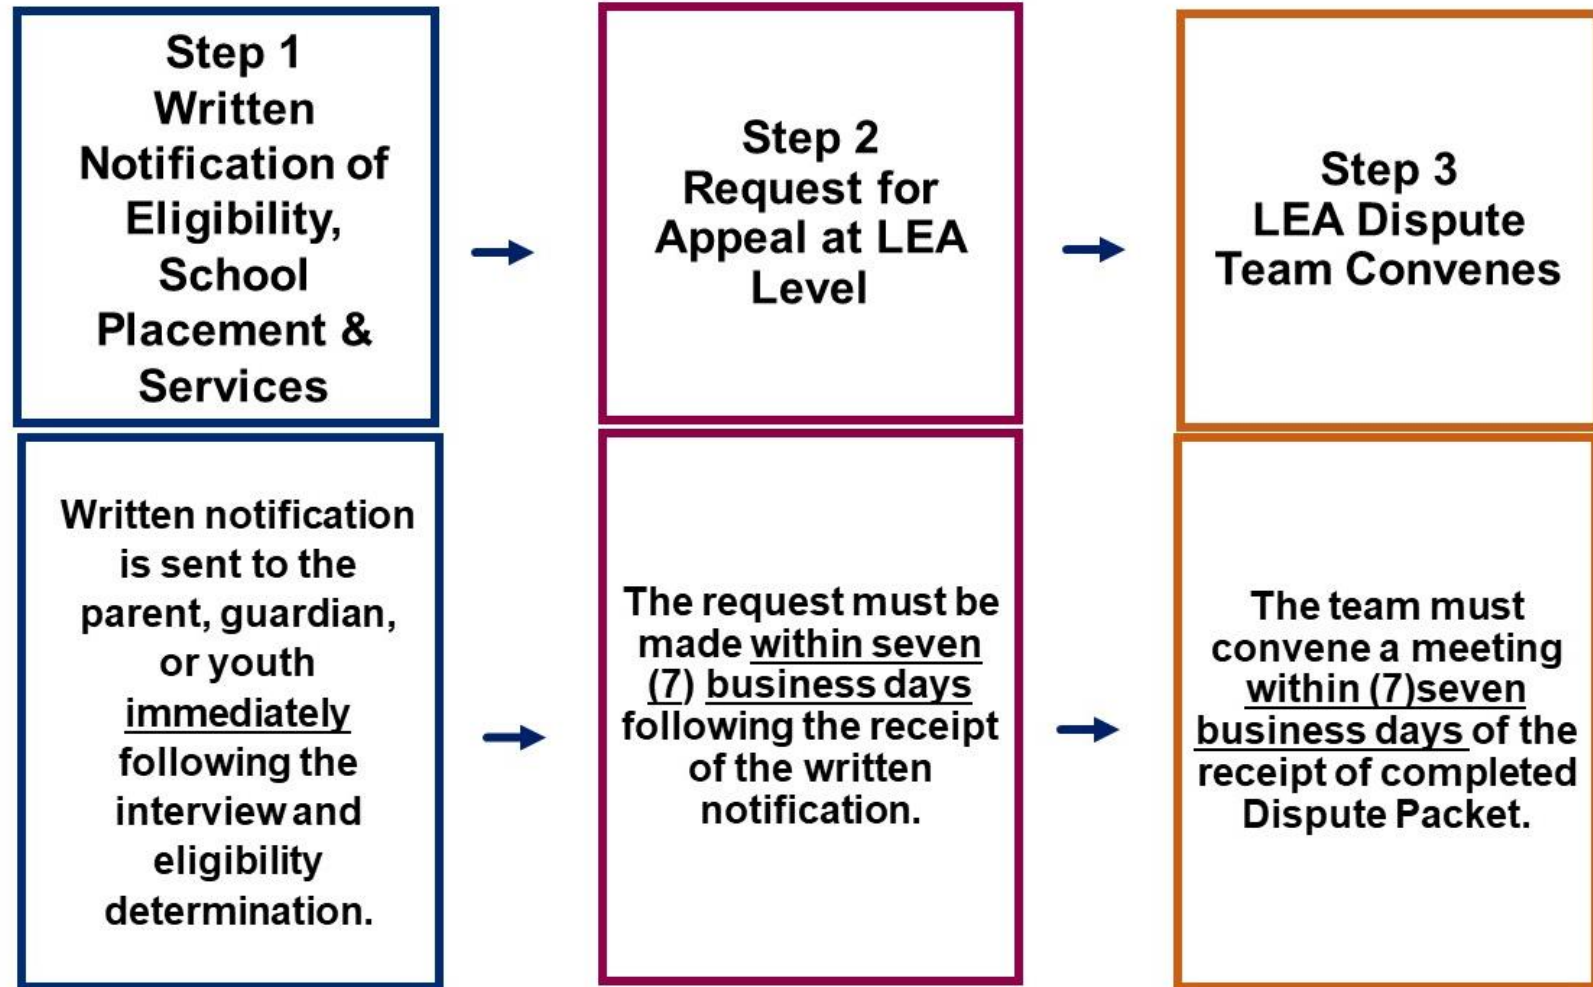 Step 1
Written
Notification of
Eligibility,
School
Placement &
Services
Step 2
Request for
Appeal at LEA
Level
Step 3
LEA Dispute
Team Convenes
Written notification
is sent to the
parent, guardian,
or youth
immediately
following the
interview and
eligibility
determination.
The request must be
made within seven
(7) business days
following the receipt
of the written
notification.
The team must
convene a meeting
within (7)seven
business days of the
receipt of completed
Dispute Packet.